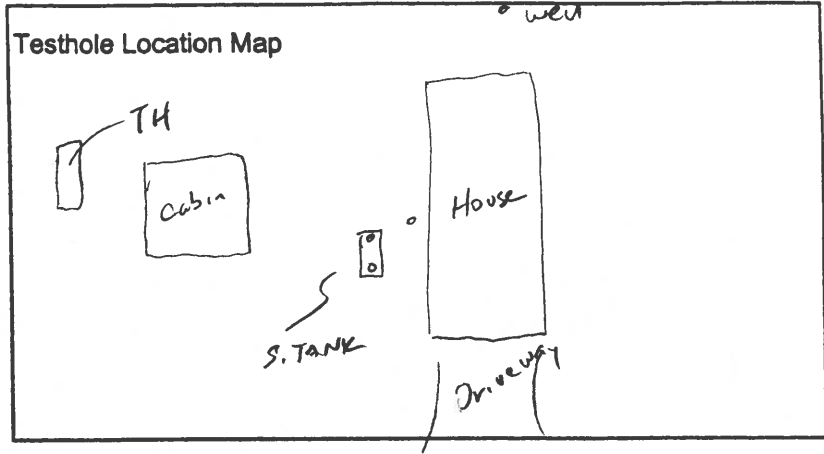 well
Testhole Location Map
TH
Cabin
House
S. TANK
Driveway